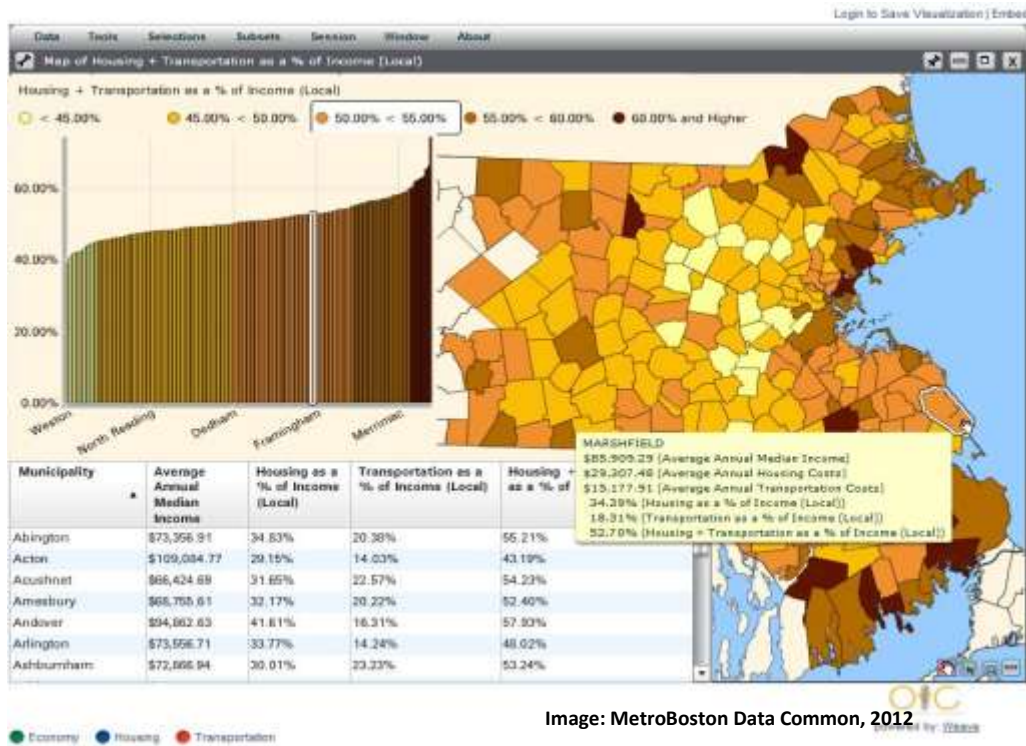 Login to Save Visualization | Embed
Data Tools Selections Subsets Session Window About
Map of Housing + Transportation as a % of Income (Local)
Housing + Transportation as a % of Income (Local)
< 45.00% 45.00% < 50.00% 50.00% < 55.00% 55.00% < 60.00% 60.00% and Higher
60.00%
40.00%
20.00%
0.00%
Weston North Reading Dedham Framingham Merrimac
MARSHFIELD
$85,909.29 (Average Annual Median Income)
$29,307.48 (Average Annual Housing Costs)
$15,177.91 (Average Annual Transportation Costs)
34.39% (Housing as a % of Income (Local))
18.31% (Transportation as a % of Income (Local))
52.70% (Housing + Transportation as a % of Income (Local))
Municipality Average Annual Median Income Housing as a % of Income (Local) Transportation as a % of Income (Local) Housing + as a % of
Abington $73,356.91 34.83% 20.38% 55.21%
Acton $109,084.77 29.15% 14.03% 43.19%
Acushnet $66,424.69 31.65% 22.57% 54.23%
Amesbury $68,755.61 32.17% 20.22% 52.40%
Andover $94,862.63 41.61% 16.31% 57.93%
Arlington $73,556.71 33.77% 14.24% 48.02%
Ashburnham $72,666.94 30.01% 23.23% 53.24%
OIC
Image: MetroBoston Data Common, 2012
powered by: Weave
Economy Housing Transportation